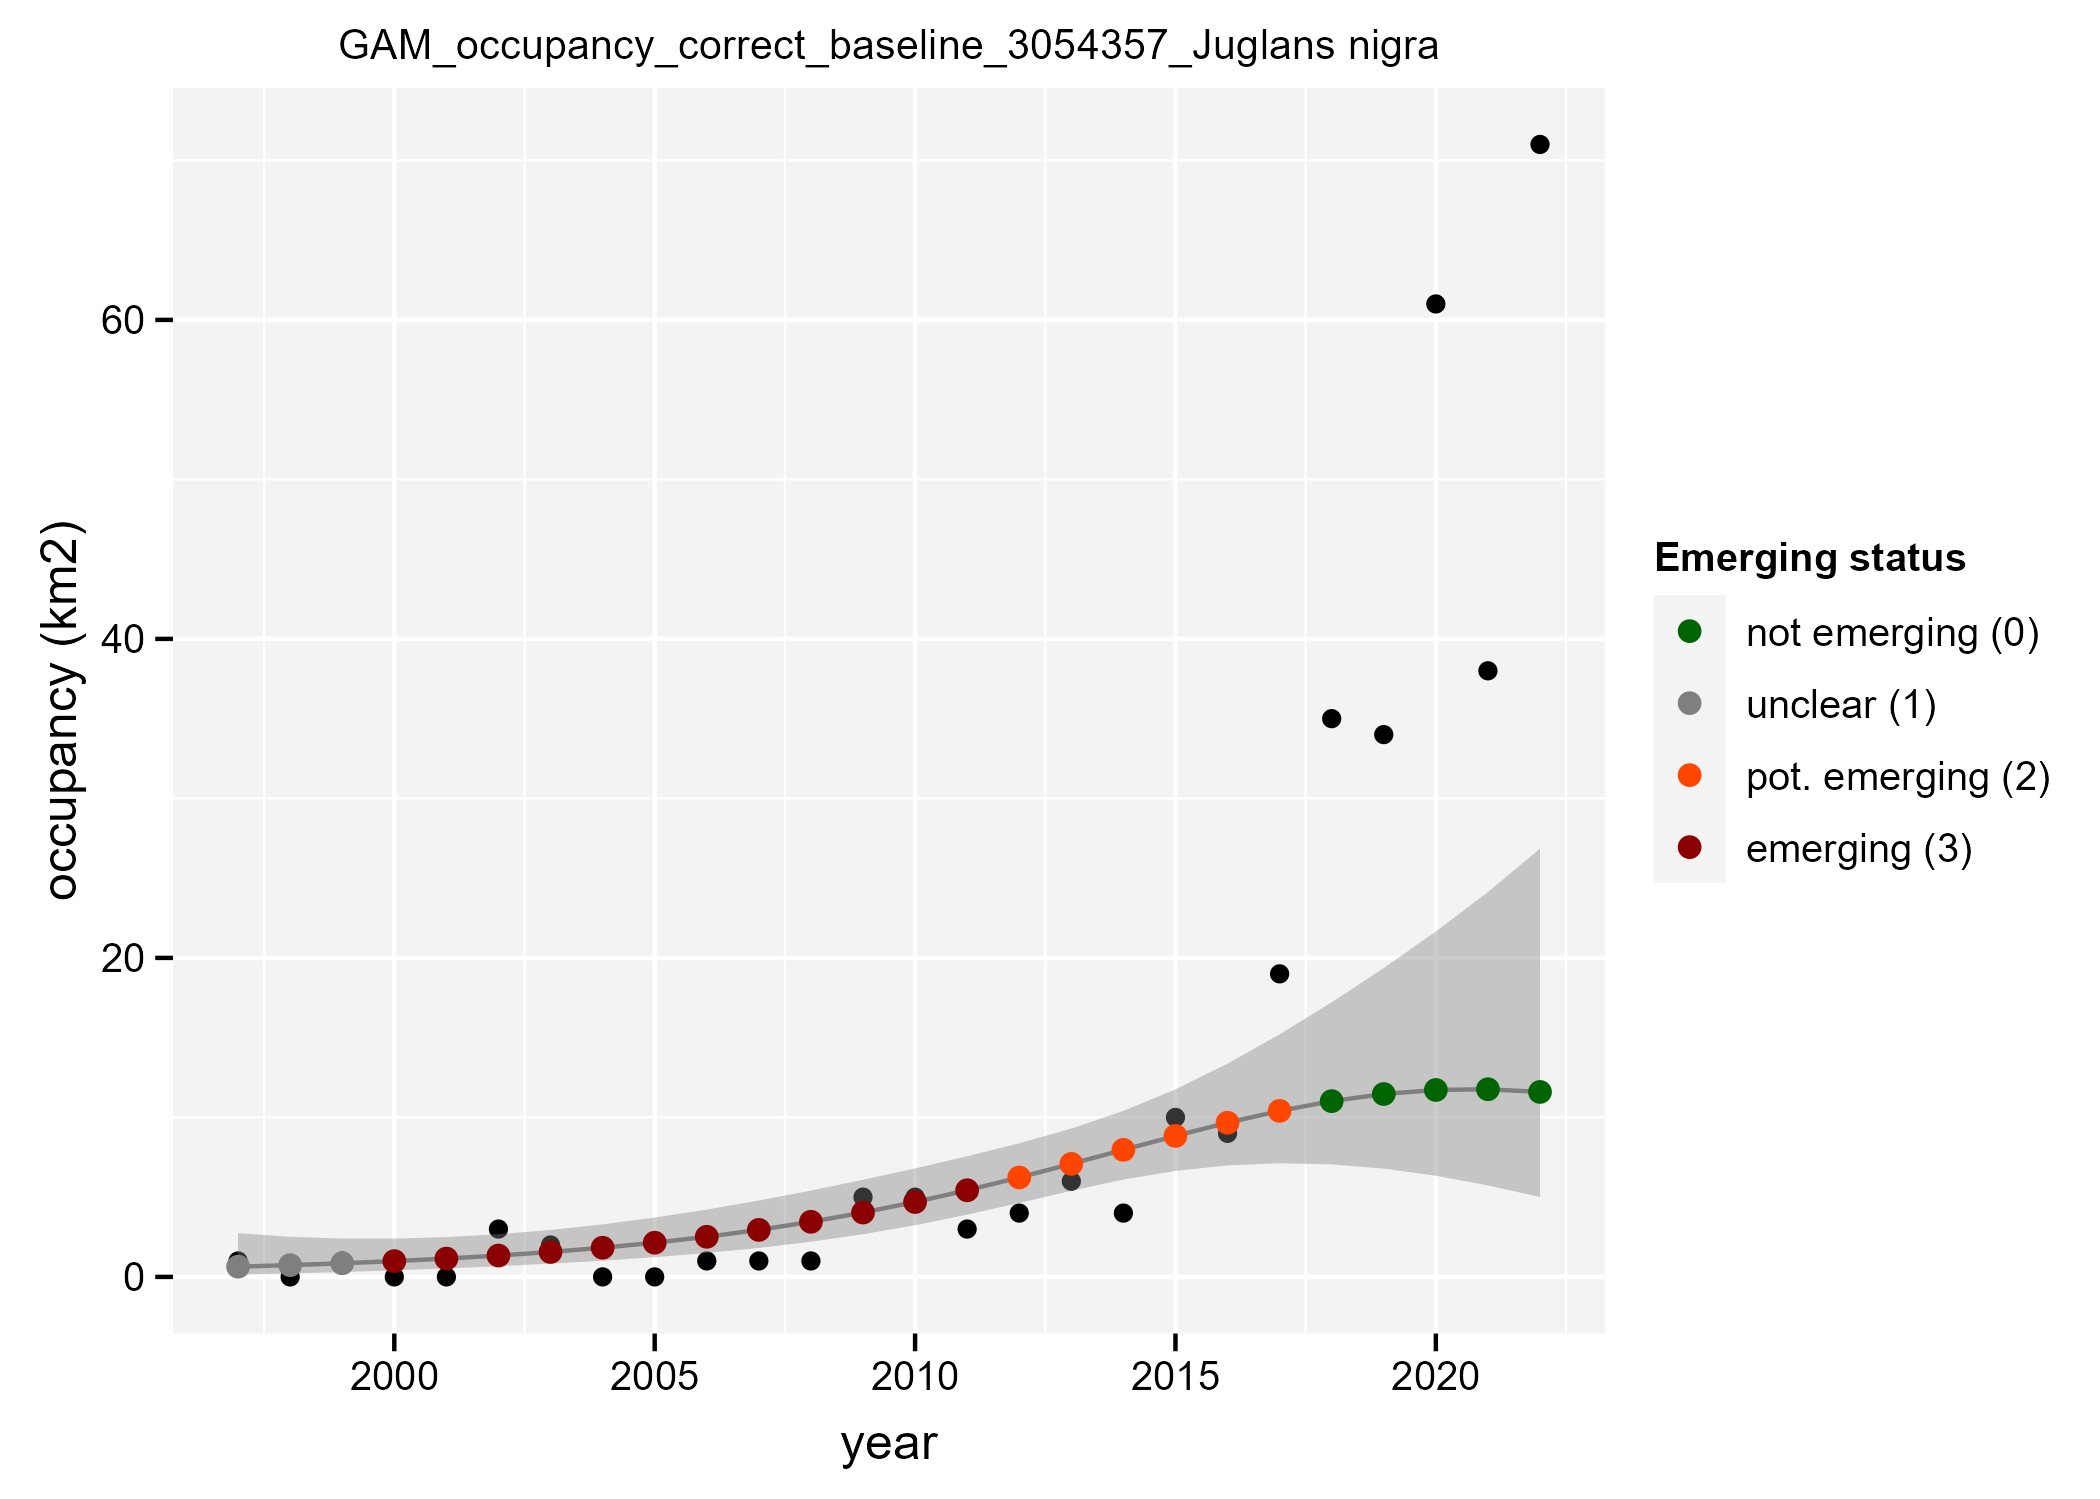 GAM_occupancy_correct_baseline_3054357_Juglans nigra
occupancy (km2)
60
40
20
0
2000 2005 2010 2015 2020
year
Emerging status
not emerging (0)
unclear (1)
pot. emerging (2)
emerging (3)